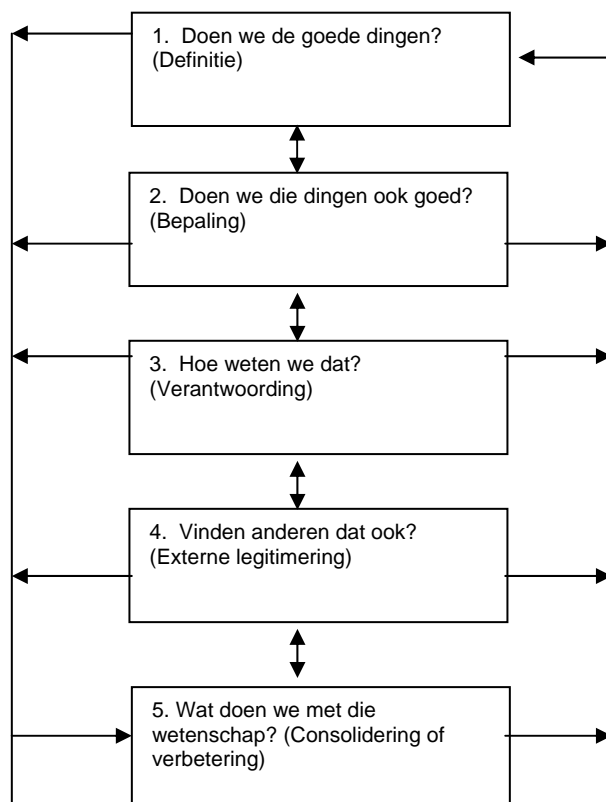 1. Doen we de goede dingen?
(Definitie)
2. Doen we die dingen ook goed?
(Bepaling)
3. Hoe weten we dat?
(Verantwoording)
4. Vinden anderen dat ook?
(Externe legitimering)
5. Wat doen we met die
wetenschap? (Consolidering of
verbetering)